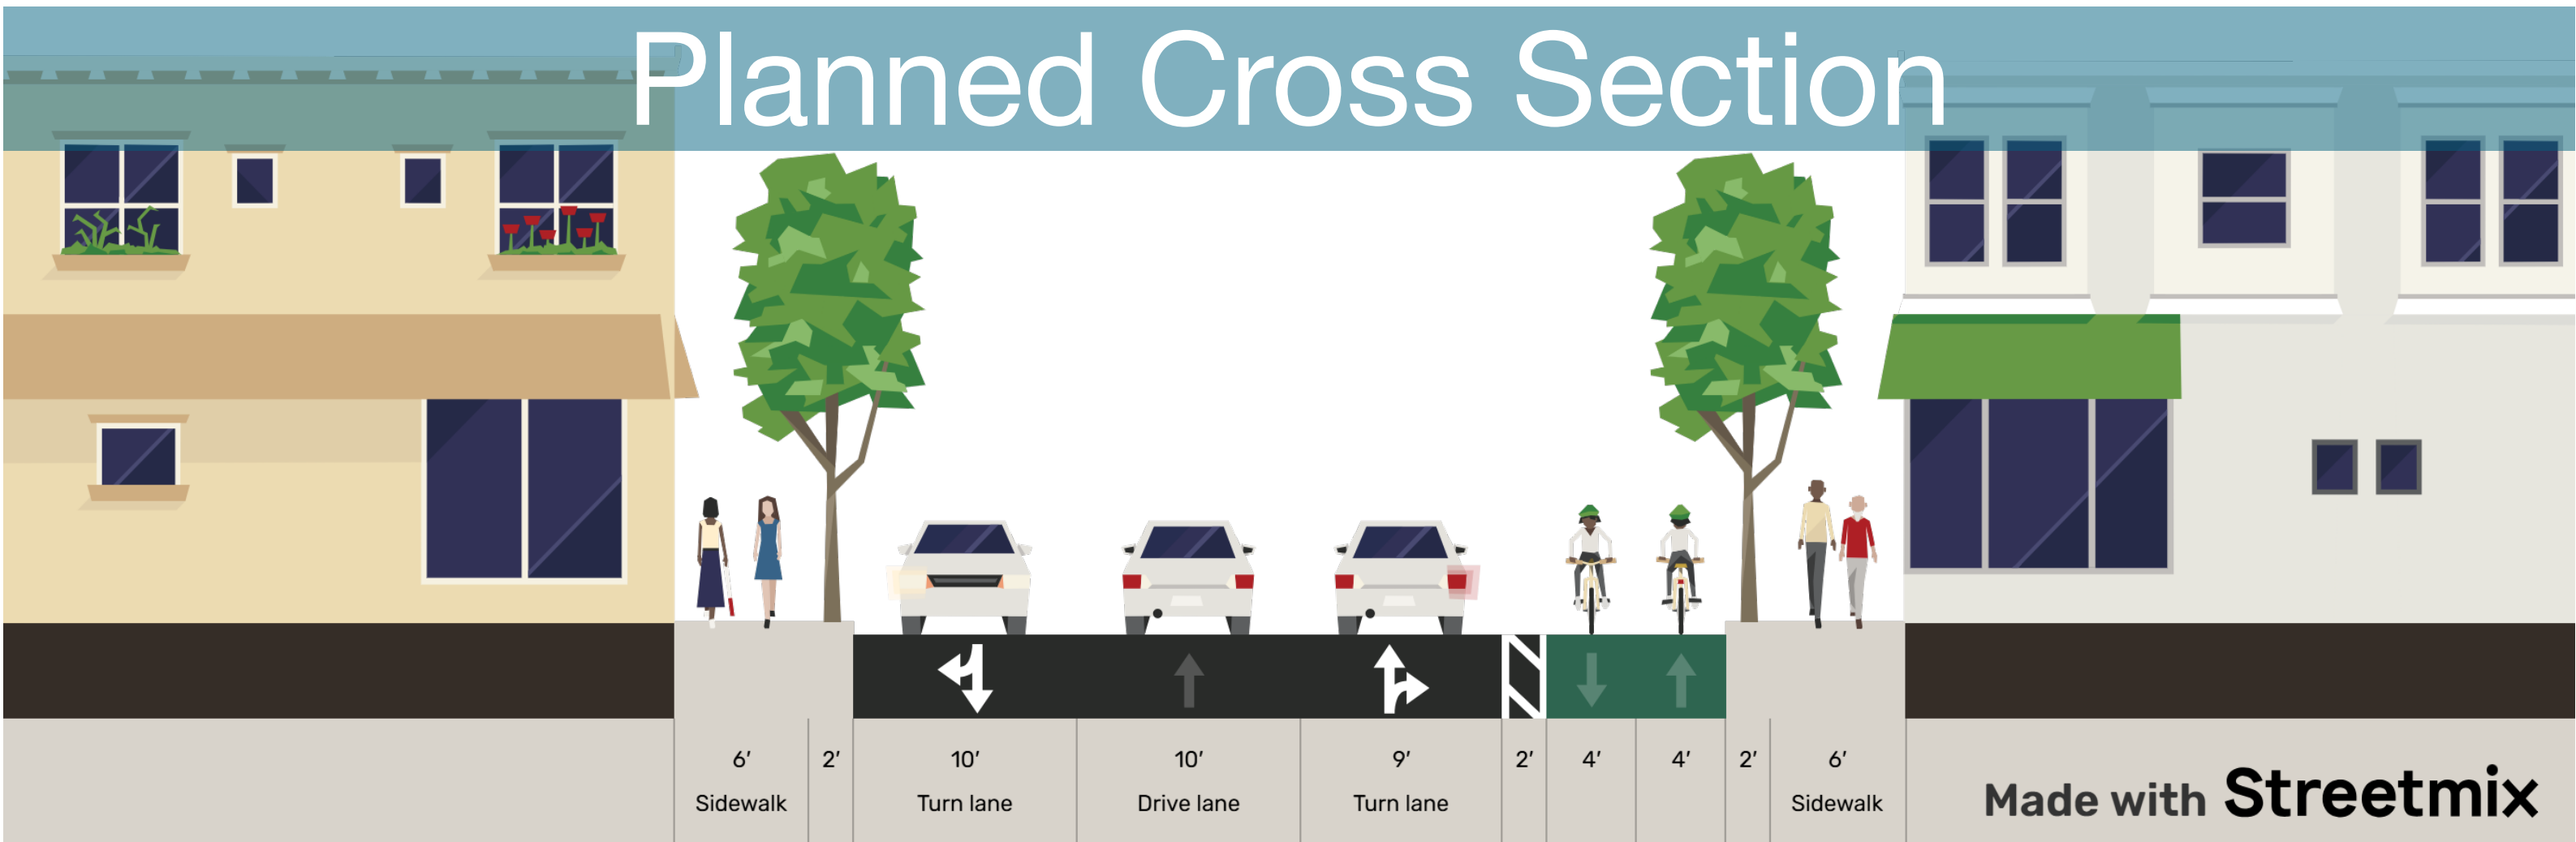 Planned Cross Section
6′ 2′ 10′ 10′ 9′ 2′ 4′ 4′ 2′ 6′
Sidewalk Turn lane Drive lane Turn lane Sidewalk
Made with Streetmix